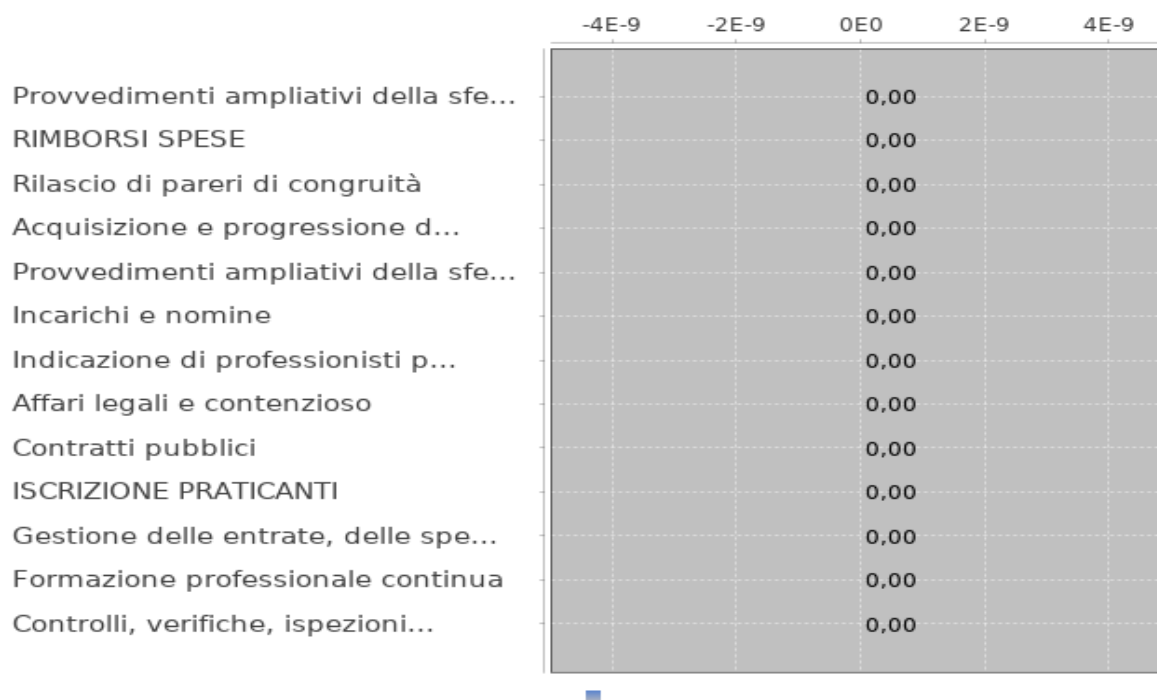 -4E-9 -2E-9 0E0 2E-9 4E-9
Provvedimenti ampliativi della sfe... 0,00
RIMBORSI SPESE 0,00
Rilascio di pareri di congruità 0,00
Acquisizione e progressione d... 0,00
Provvedimenti ampliativi della sfe... 0,00
Incarichi e nomine 0,00
Indicazione di professionisti p... 0,00
Affari legali e contenzioso 0,00
Contratti pubblici 0,00
ISCRIZIONE PRATICANTI 0,00
Gestione delle entrate, delle spe... 0,00
Formazione professionale continua 0,00
Controlli, verifiche, ispezioni... 0,00